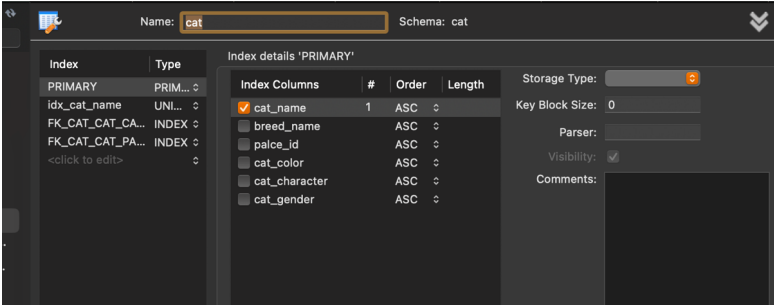 Name: cat Schema: cat
Index details 'PRIMARY'
Index Type
PRIMARY PRIM...
idx_cat_name UNI...
FK_CAT_CAT_CA... INDEX
FK_CAT_CAT_PA... INDEX
<click to edit>
Index Columns # Order Length
cat_name 1 ASC
breed_name ASC
palce_id ASC
cat_color ASC
cat_character ASC
cat_gender ASC
Storage Type:
Key Block Size: 0
Parser:
Visibility:
Comments: